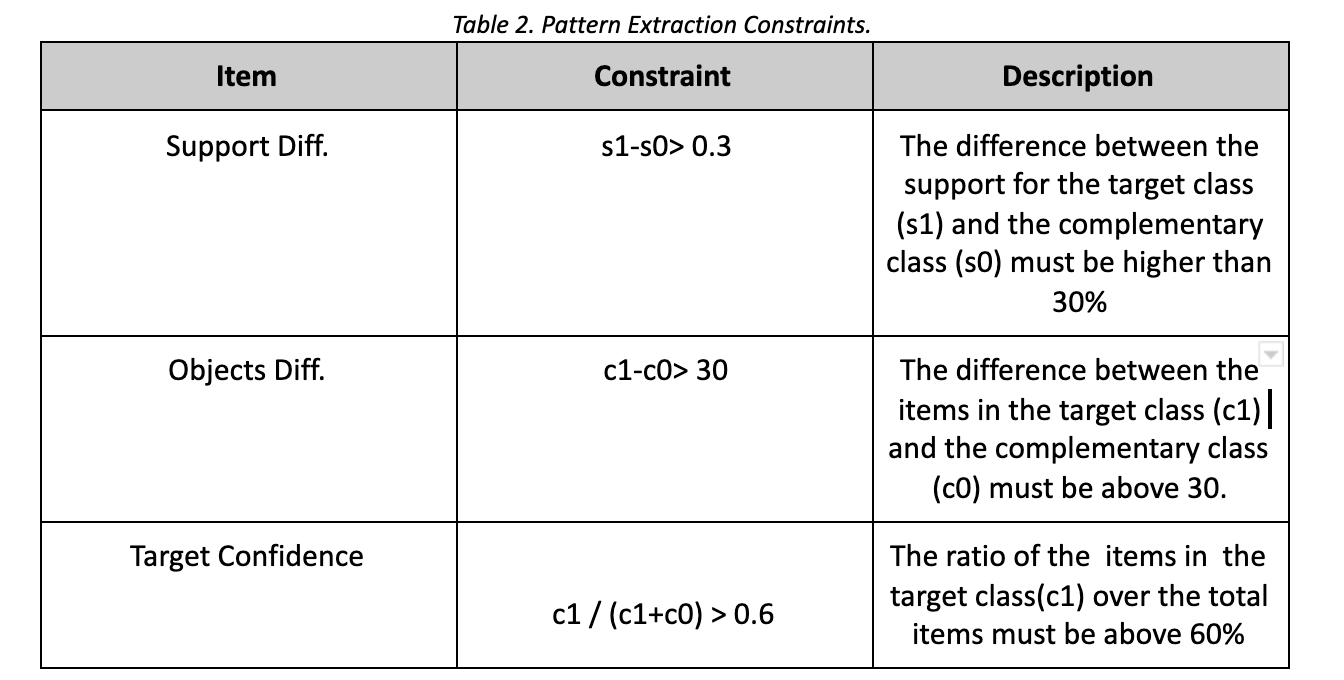 Table 2. Pattern Extraction Constraints.
Item
Constraint
Description
Support Diff.
s1-s0> 0.3
The difference between the
support for the target class
(s1) and the complementary
class (s0) must be higher than
30%
Objects Diff.
c1-c0> 30
The difference between the
items in the target class (c1)
and the complementary class
(c0) must be above 30.
Target Confidence
c1 / (c1+c0) > 0.6
The ratio of the  items in  the
target class(c1) over the total
items must be above 60%